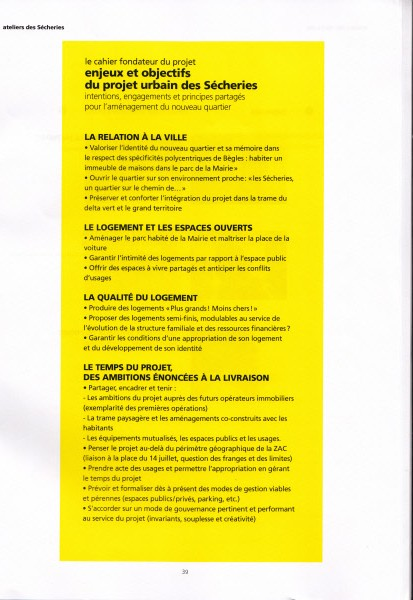 ateliers des Sécheries
le cahier fondateur du projet
enjeux et objectifs
du projet urbain des Sécheries
intentions, engagements et principes partagés
pour l'aménagement du nouveau quartier
LA RELATION À LA VILLE
• Valoriser l'identité du nouveau quartier et sa mémoire dans
le respect des spécificités polycentriques de Bègles : habiter un
immeuble de maisons dans le parc de la Mairie»
• Ouvrir le quartier sur son environnement proche : «les Sécheries,
un quartier sur le chemin de...»
• Préserver et conforter l'intégration du projet dans la trame du
delta vert et le grand territoire
LE LOGEMENT ET LES ESPACES OUVERTS
• Aménager le parc habité de la Mairie et maîtriser la place de la
voiture
• Garantir l'intimité des logements par rapport à l'espace public
• Offrir des espaces à vivre partagés et anticiper les conflits
d'usages
LA QUALITÉ DU LOGEMENT
• Produire des logements «Plus grands! Moins chers!»
• Proposer des logements semi-finis, modulables au service de
l'évolution de la structure familiale et des ressources financières?
• Garantir les conditions d'une appropriation de son logement
et du développement de son identité
LE TEMPS DU PROJET,
DES AMBITIONS ÉNONCÉES À LA LIVRAISON
• Partager, encadrer et tenir :
- Les ambitions du projet auprès des futurs opérateurs immobiliers
(exemplarité des premières opérations)
- La trame paysagère et les aménagements co-construits avec les
habitants
- Les équipements mutualisés, les espaces publics et les usages.
• Penser le projet au-delà du périmètre géographique de la ZAC
(liaison à la place du 14 juillet, question des franges et des limites)
• Prendre acte des usages et permettre l'appropriation en gérant
le temps du projet
• Prévoir et formaliser dès à présent des modes de gestion viables
et pérennes (espaces publics/privés, parking, etc.)
• S'accorder sur un mode de gouvernance pertinent et performant
au service du projet (invariants, souplesse et créativité)
39